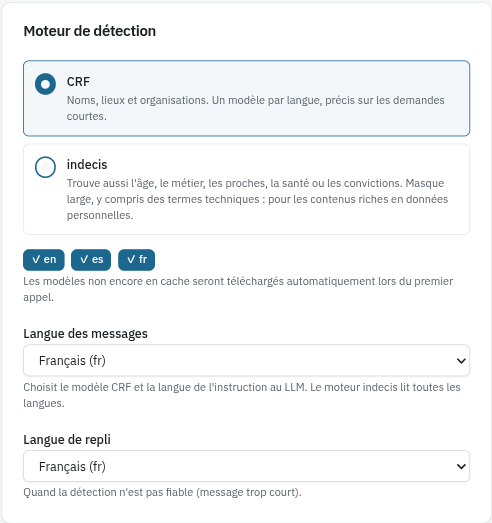 Moteur de détection
CRF
Noms, lieux et organisations. Un modèle par langue, précis sur les demandes
courtes.
indecis
Trouve aussi l'âge, le métier, les proches, la santé ou les convictions. Masque
large, y compris des termes techniques : pour les contenus riches en données
personnelles.
✓ en ✓ es ✓ fr
Les modèles non encore en cache seront téléchargés automatiquement lors du premier
appel.
Langue des messages
Français (fr)
Choisit le modèle CRF et la langue de l'instruction au LLM. Le moteur indecis lit toutes les
langues.
Langue de repli
Français (fr)
Quand la détection n'est pas fiable (message trop court).